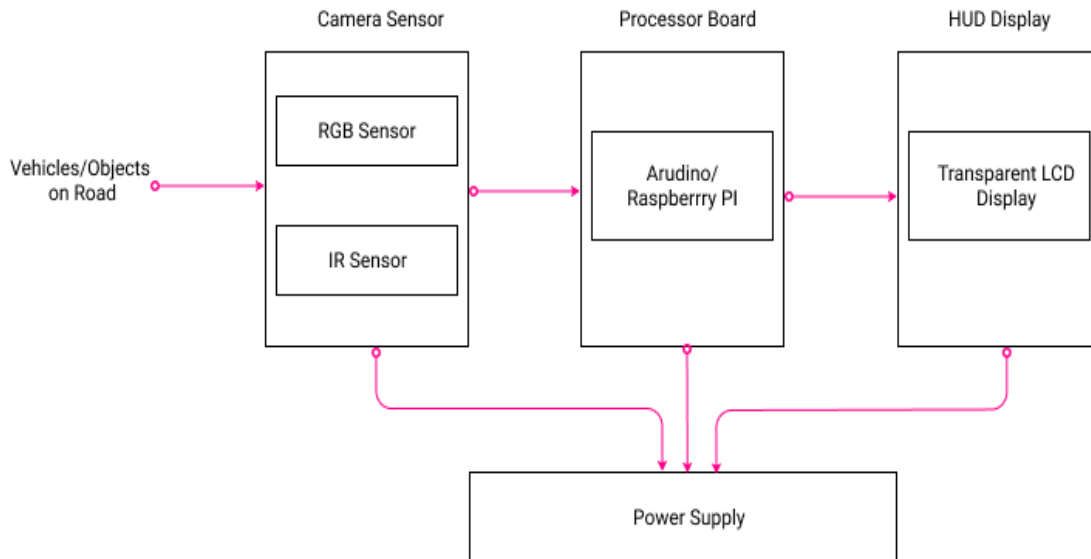 Camera Sensor
Processor Board
HUD Display
RGB Sensor
IR Sensor
Vehicles/Objects
on Road
Arudino/
Raspberrry PI
Transparent LCD
Display
Power Supply